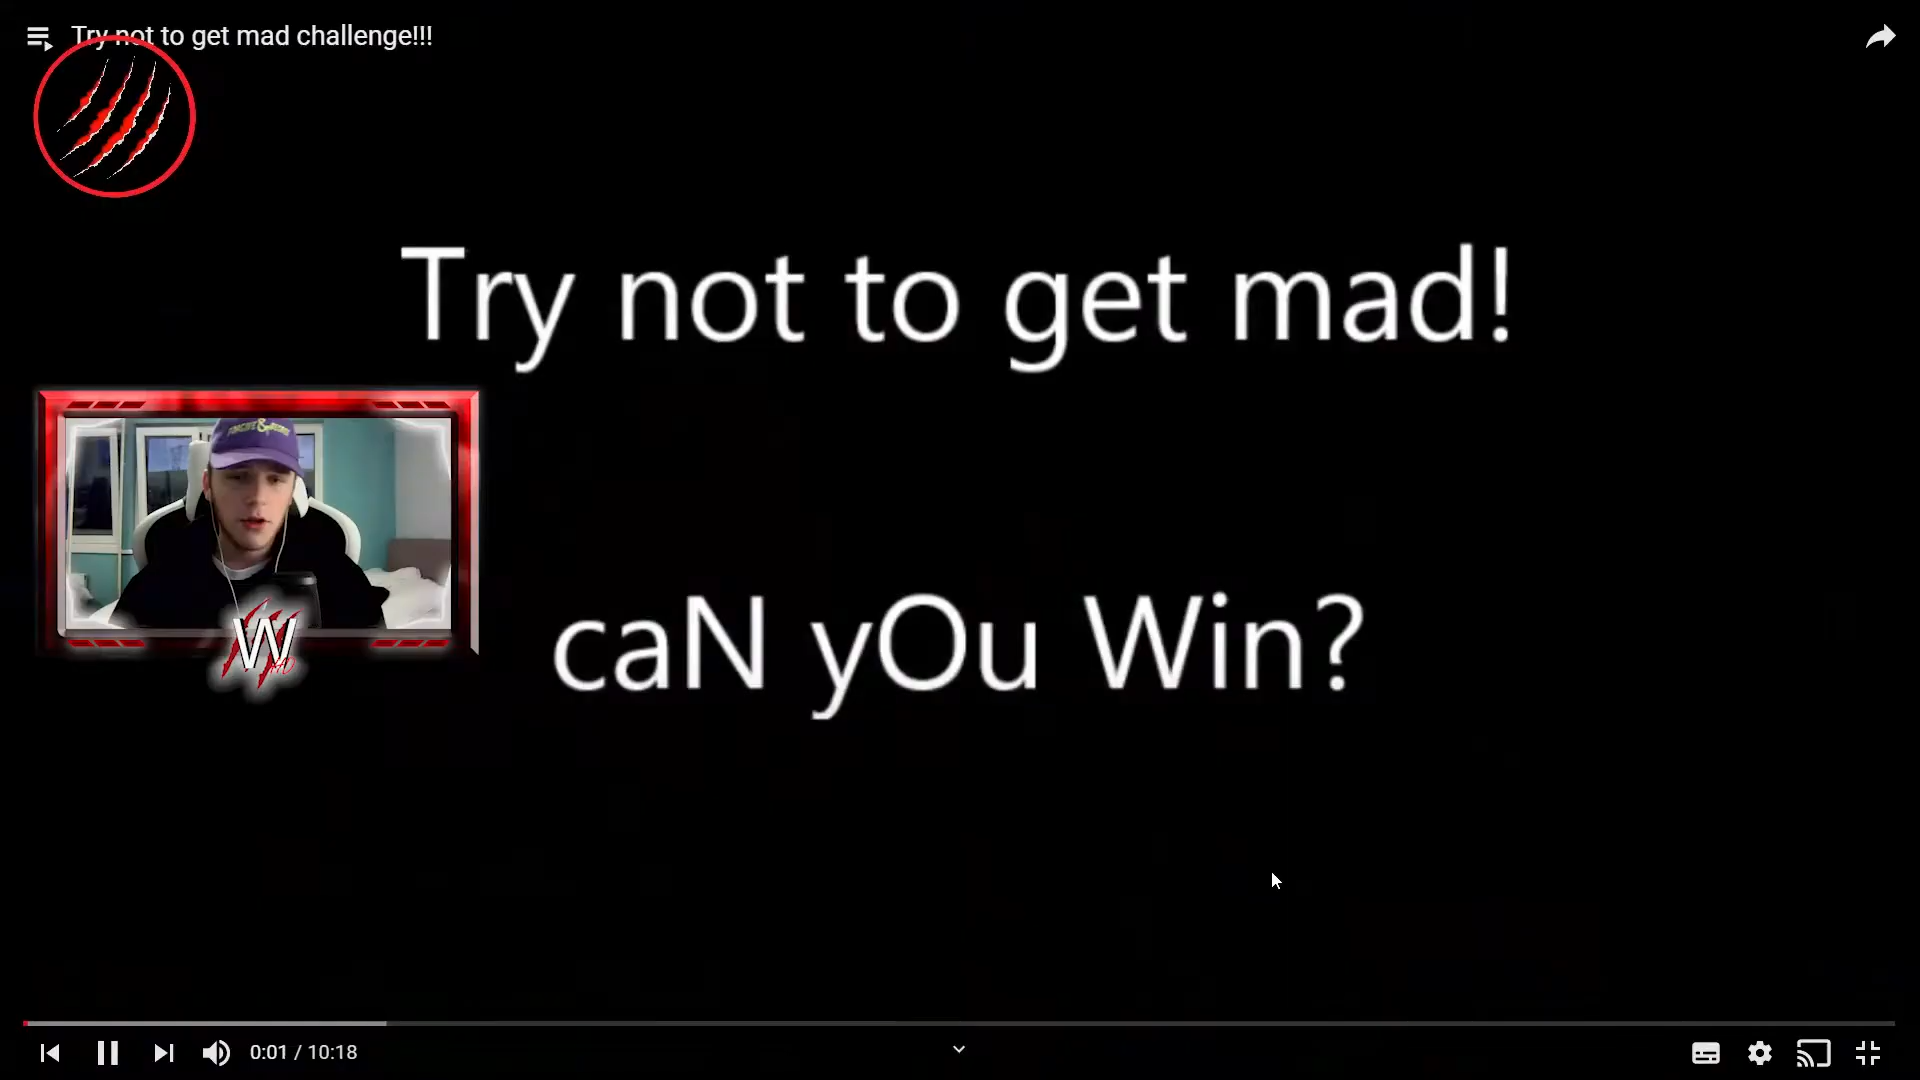 Try not to get mad challenge!!!
Try not to get mad!
caN yOu Win?
W
0:01 / 10:18